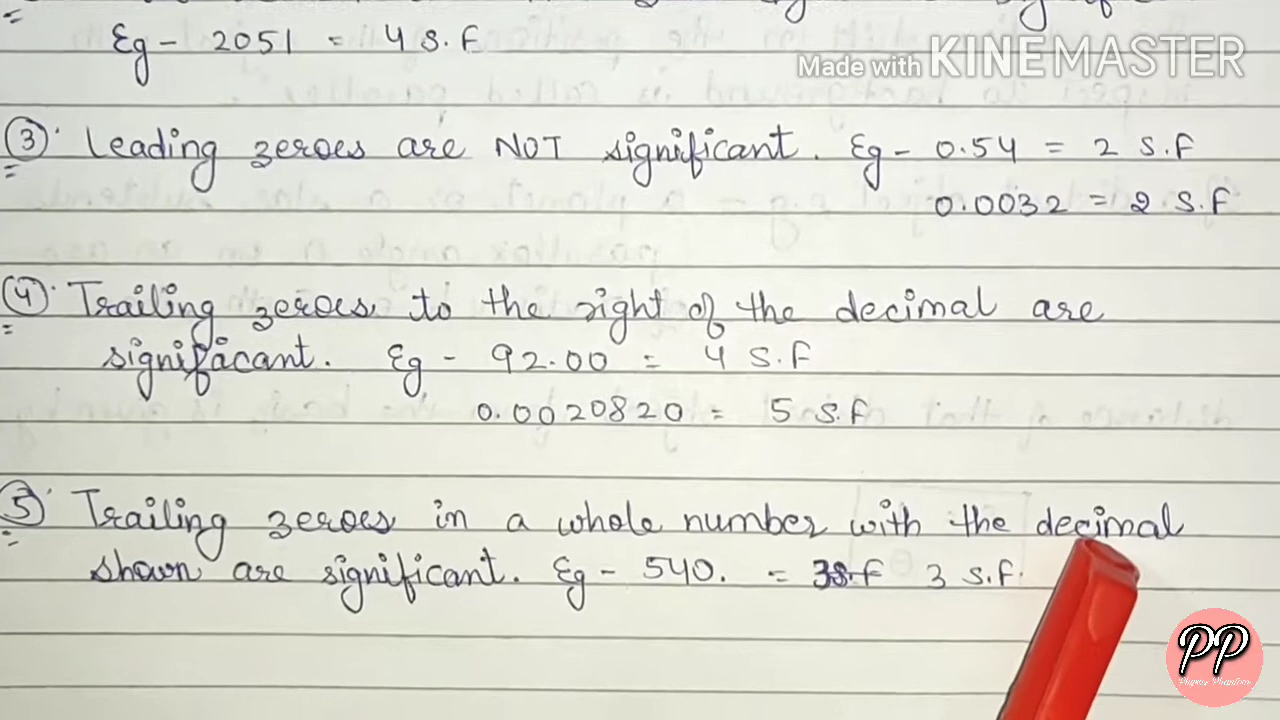 Eg - 2051 = 4 S.F
Made with KINEMASTER
③ Leading zeroes are NOT significant. Eg - 0.54 = 2 S.F
0.0032 = 2 S.F
④ Trailing zeroes to the right of the decimal are
significant. Eg - 92.00 = 4 S.F
0.0020820 = 5 S.F
⑤ Trailing zeroes in a whole number with the decimal
shown are significant. Eg - 540. = 3 S.F.
PP